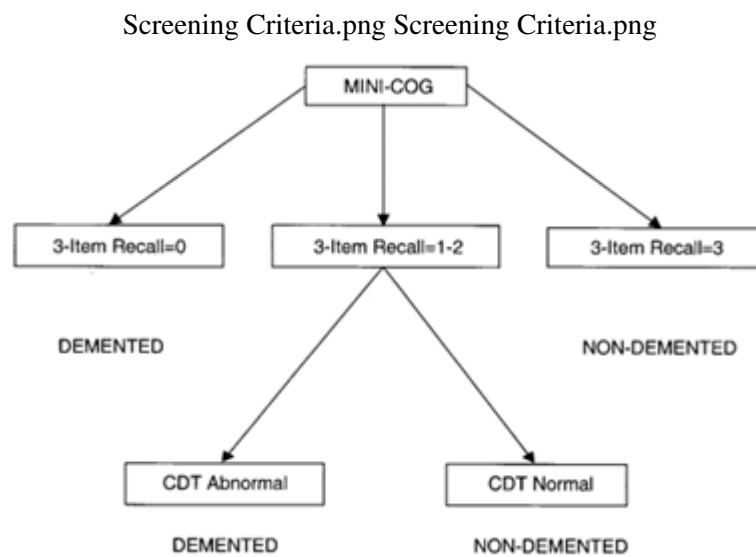 Screening Criteria.png Screening Criteria.png
MINI-COG
3-Item Recall=0
3-Item Recall=1-2
3-Item Recall=3
DEMENTED
NON-DEMENTED
CDT Abnormal
CDT Normal
DEMENTED
NON-DEMENTED